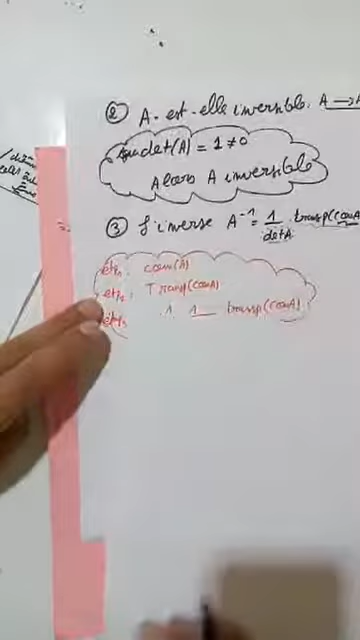 ② A. est-elle inversible. A →
det(A) = 1 ≠ 0
Alors A inversible
③ L'inverse A⁻¹ = 1/detA transp(comA
ét₁. com(A)
ét₂. Transp(comA)
ét₃ 1 transp(comA)